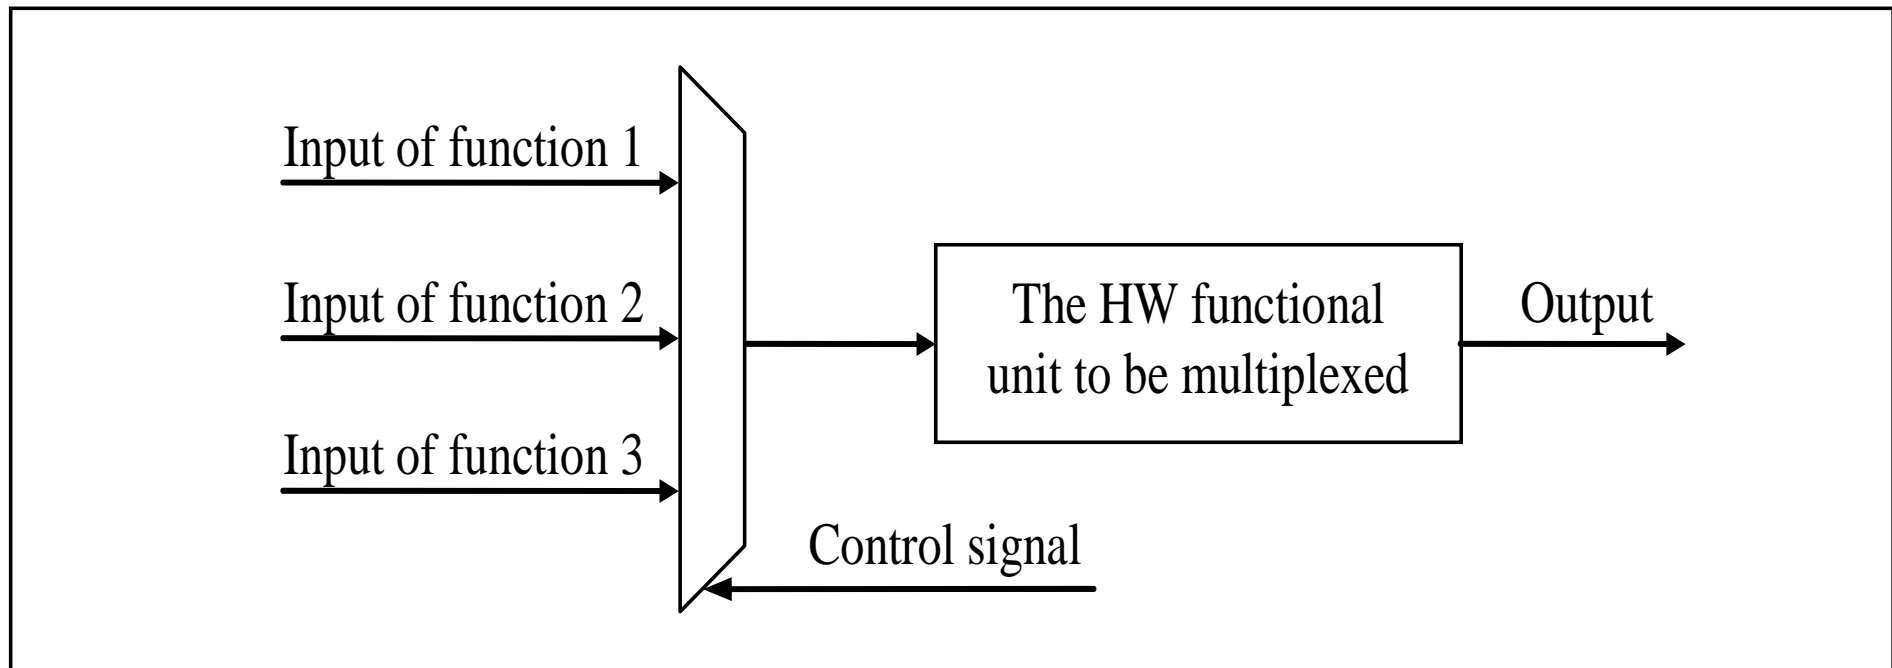 Input of function 1
Input of function 2
The HW functional
unit to be multiplexed
Output
Input of function 3
Control signal